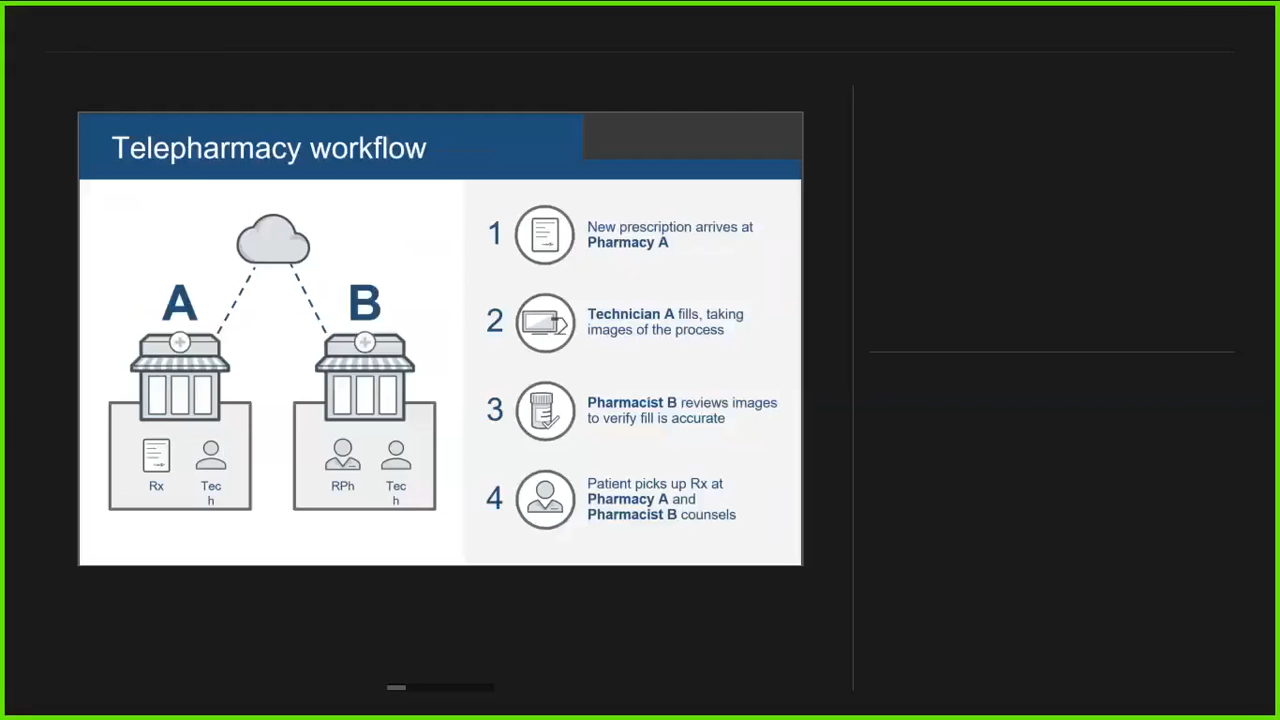 Telepharmacy workflow
A
B
Rx
Tec
h
RPh
Tec
h
1
New prescription arrives at
Pharmacy A
2
Technician A fills, taking
images of the process
3
Pharmacist B reviews images
to verify fill is accurate
4
Patient picks up Rx at
Pharmacy A and
Pharmacist B counsels